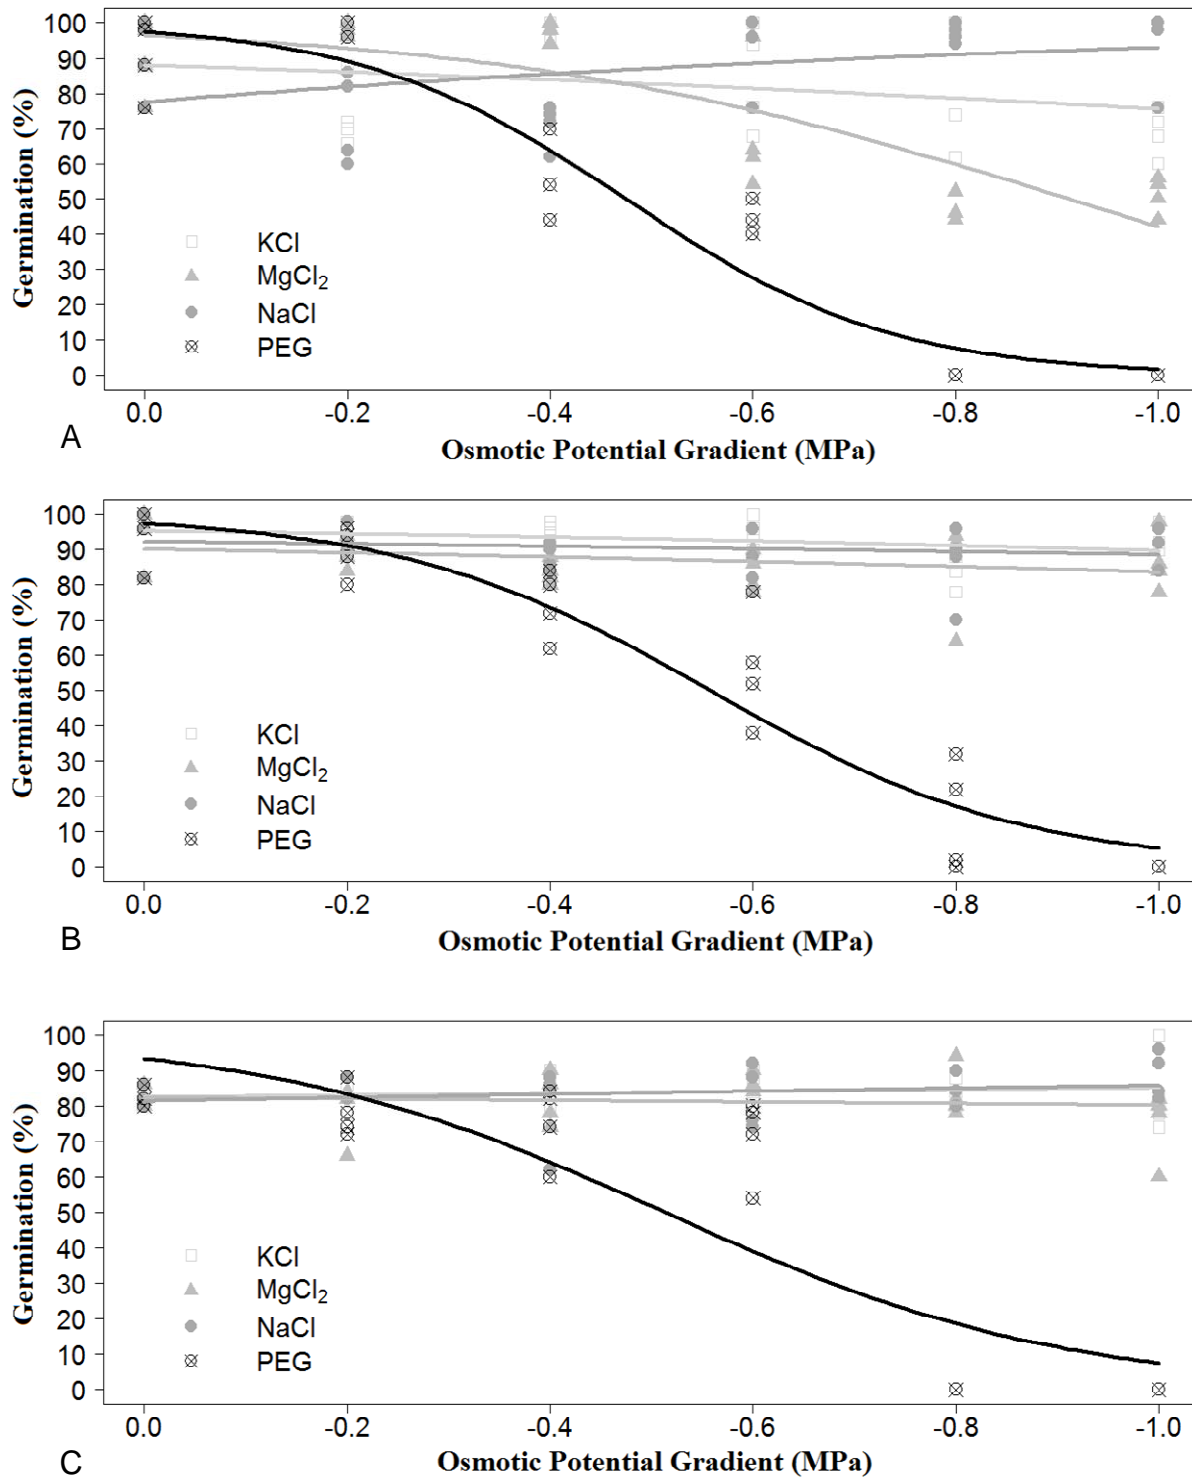 100
90
80
70
60
50
40
30
20
10
0
Germination (%)
KCl
MgCl₂
NaCl
PEG
0.0 -0.2 -0.4 -0.6 -0.8 -1.0
A
Osmotic Potential Gradient (MPa)
100
90
80
70
60
50
40
30
20
10
0
Germination (%)
KCl
MgCl₂
NaCl
PEG
0.0 -0.2 -0.4 -0.6 -0.8 -1.0
B
Osmotic Potential Gradient (MPa)
100
90
80
70
60
50
40
30
20
10
0
Germination (%)
KCl
MgCl₂
NaCl
PEG
0.0 -0.2 -0.4 -0.6 -0.8 -1.0
C
Osmotic Potential Gradient (MPa)